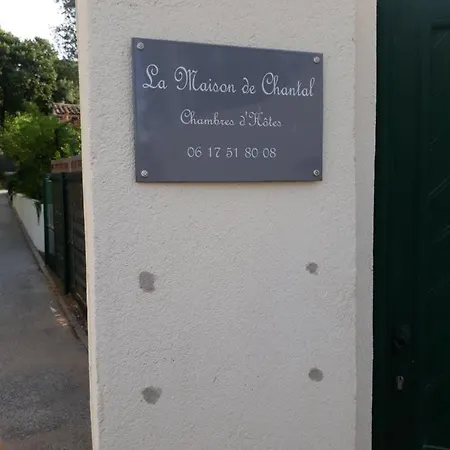 La Maison de Chantal
Chambres d'Hôtes
06 17 51 80 08